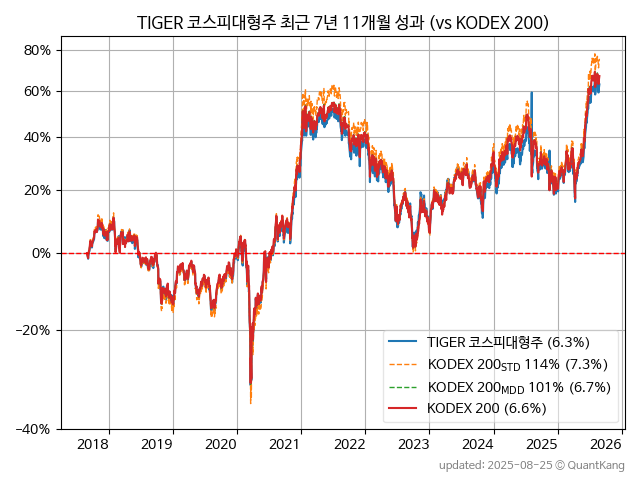 TIGER 코스피대형주 최근 7년 11개월 성과 (vs KODEX 200)
80%
60%
40%
20%
0%
−20%
−40%
TIGER 코스피대형주 (6.3%)
KODEX 200STD 114% (7.3%)
KODEX 200MDD 101% (6.7%)
KODEX 200 (6.6%)
2018 2019 2020 2021 2022 2023 2024 2025 2026
updated: 2025-08-25 © QuantKang